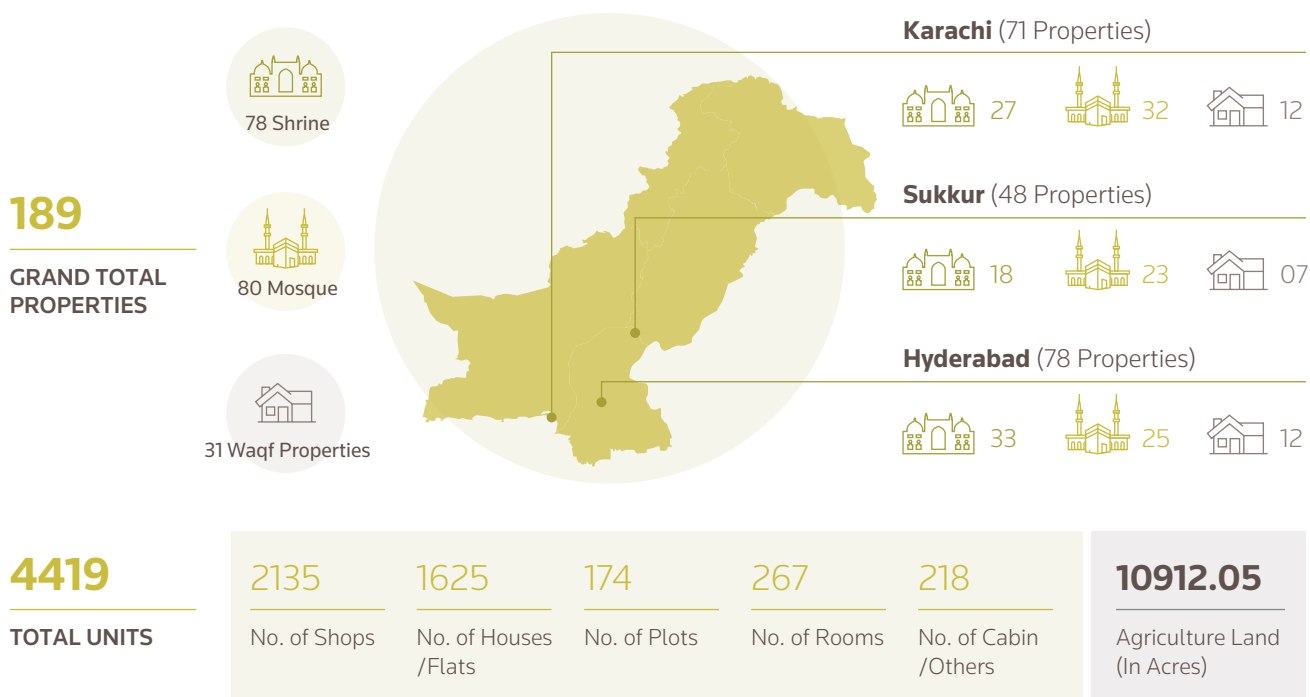 189
GRAND TOTAL
PROPERTIES
78 Shrine
80 Mosque
31 Waqf Properties
Karachi (71 Properties)
27
32
12
Sukkur (48 Properties)
18
23
07
Hyderabad (78 Properties)
33
25
12
4419
TOTAL UNITS
2135
No. of Shops
1625
No. of Houses
/Flats
174
No. of Plots
267
No. of Rooms
218
No. of Cabin
/Others
10912.05
Agriculture Land
(In Acres)